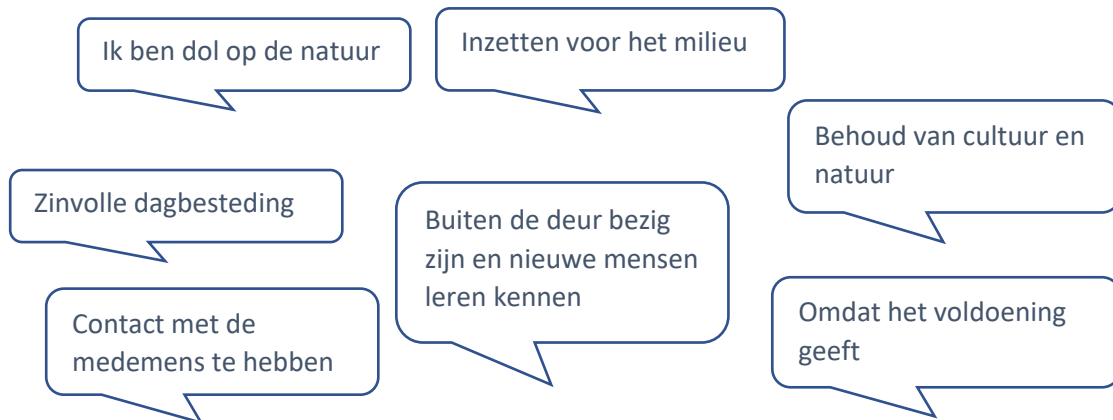 Ik ben dol op de natuur
Inzetten voor het milieu
Behoud van cultuur en
natuur
Zinvolle dagbesteding
Buiten de deur bezig
zijn en nieuwe mensen
leren kennen
Contact met de
medemens te hebben
Omdat het voldoening
geeft